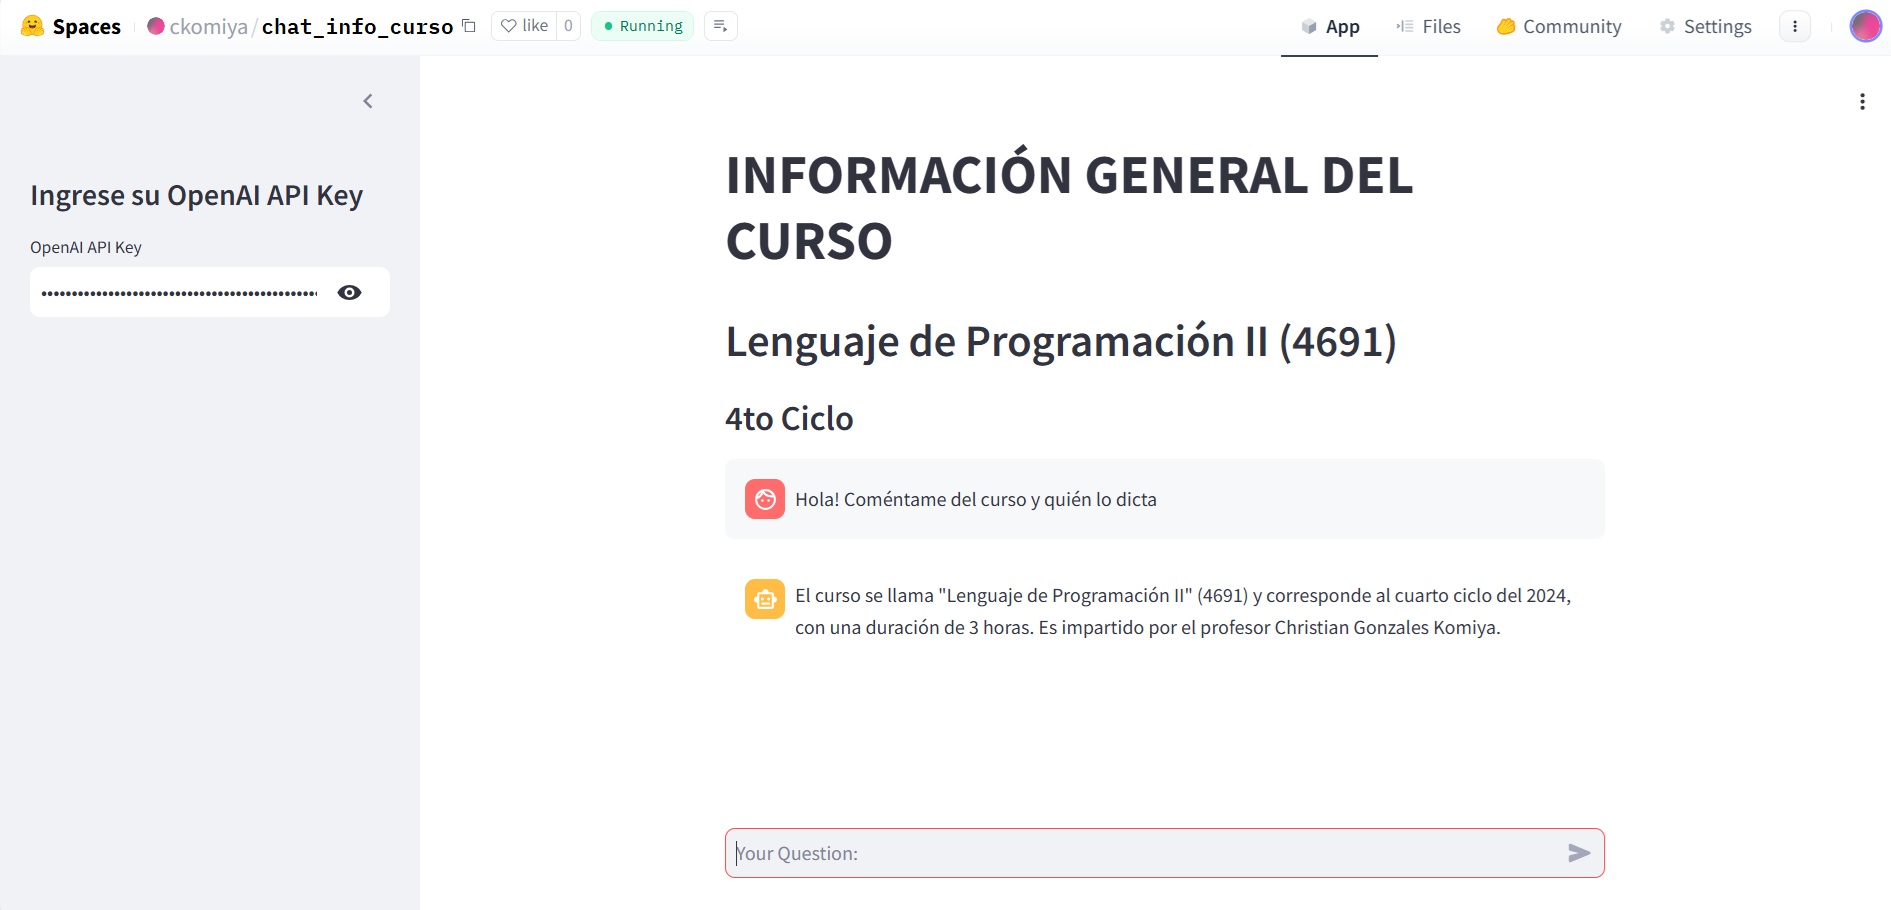 Spaces ckomiya/chat_info_curso like 0 Running App Files Community Settings
Ingrese su OpenAI API Key
OpenAI API Key
INFORMACIÓN GENERAL DEL
CURSO
Lenguaje de Programación II (4691)
4to Ciclo
Hola! Coméntame del curso y quién lo dicta
El curso se llama "Lenguaje de Programación II" (4691) y corresponde al cuarto ciclo del 2024,
con una duración de 3 horas. Es impartido por el profesor Christian Gonzales Komiya.
Your Question: